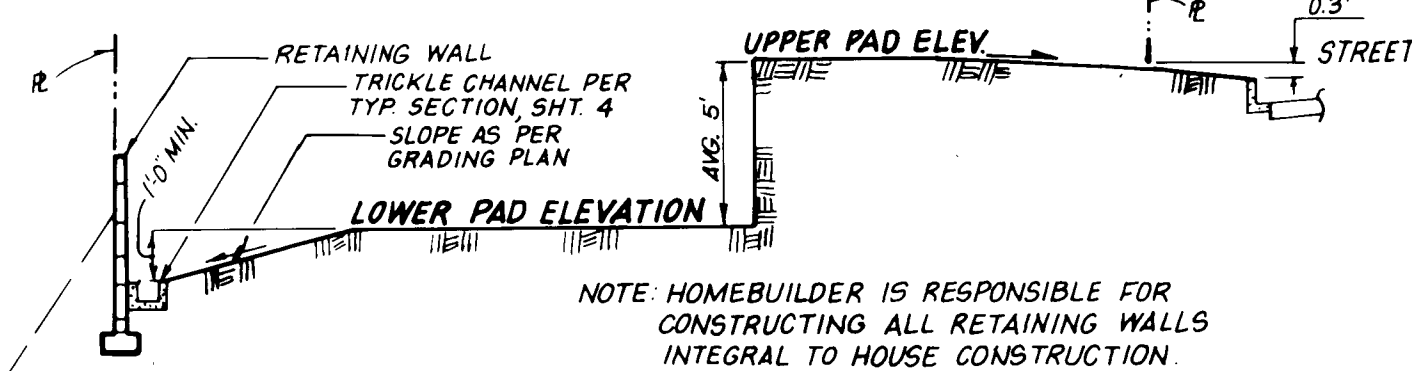 RETAINING WALL
TRICKLE CHANNEL PER
TYP. SECTION, SHT. 4
SLOPE AS PER
GRADING PLAN
1'-0" MIN.
LOWER PAD ELEVATION
AVG. 5'
UPPER PAD ELEV.
0.3'
STREET
NOTE: HOMEBUILDER IS RESPONSIBLE FOR
CONSTRUCTING ALL RETAINING WALLS
INTEGRAL TO HOUSE CONSTRUCTION.